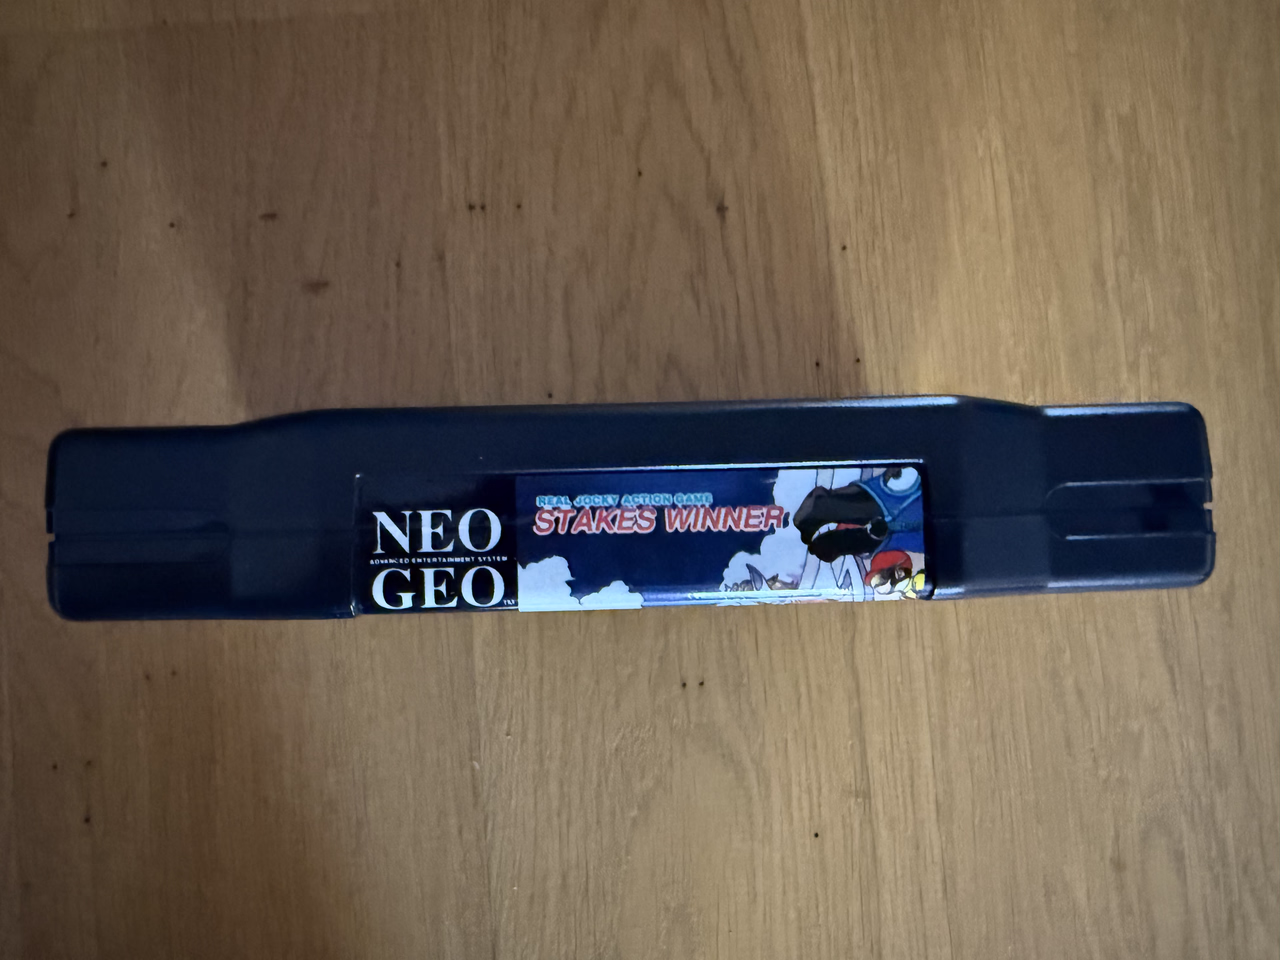 NEO
ADVANCED ENTERTAINMENT SYSTEM
GEO
REAL JOCKY ACTION GAME
STAKES WINNER